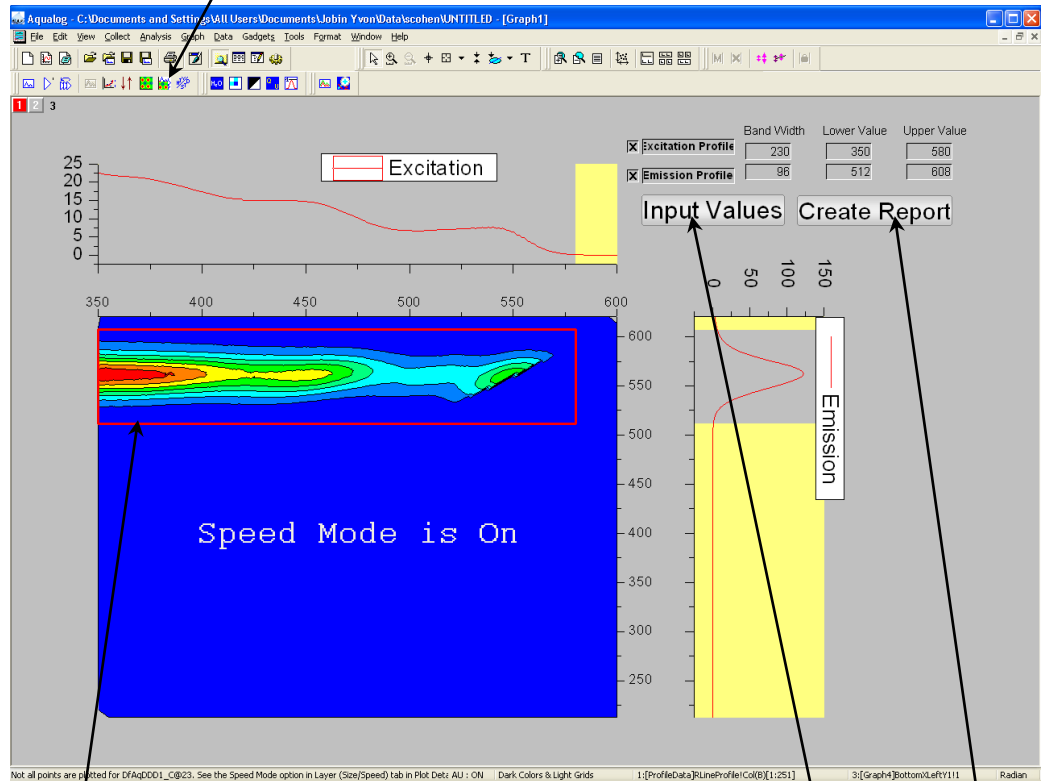 Aqualog - C:\Documents and Settings\All Users\Documents\Jobin Yvon\Data\scohen\UNTITLED - [Graph1]
File Edit View Collect Analysis Graph Data Gadgets Tools Format Window Help
1 2 3
Band Width Lower Value Upper Value
Excitation Profile 230 350 580
Emission Profile 96 512 608
Input Values Create Report
Excitation
25
20
15
10
5
0
350 400 450 500 550 600
0 50 100 150
600
550
500
450
400
350
300
250
Emission
Speed Mode is On
Not all points are plotted for DfAqDDD1_C@23. See the Speed Mode option in Layer (Size/Speed) tab in Plot Deta AU : ON Dark Colors & Light Grids 1:[ProfileData]RLineProfile!Col(B)[1:251] 3:[Graph4]BottomXLeftY1!1 Radian